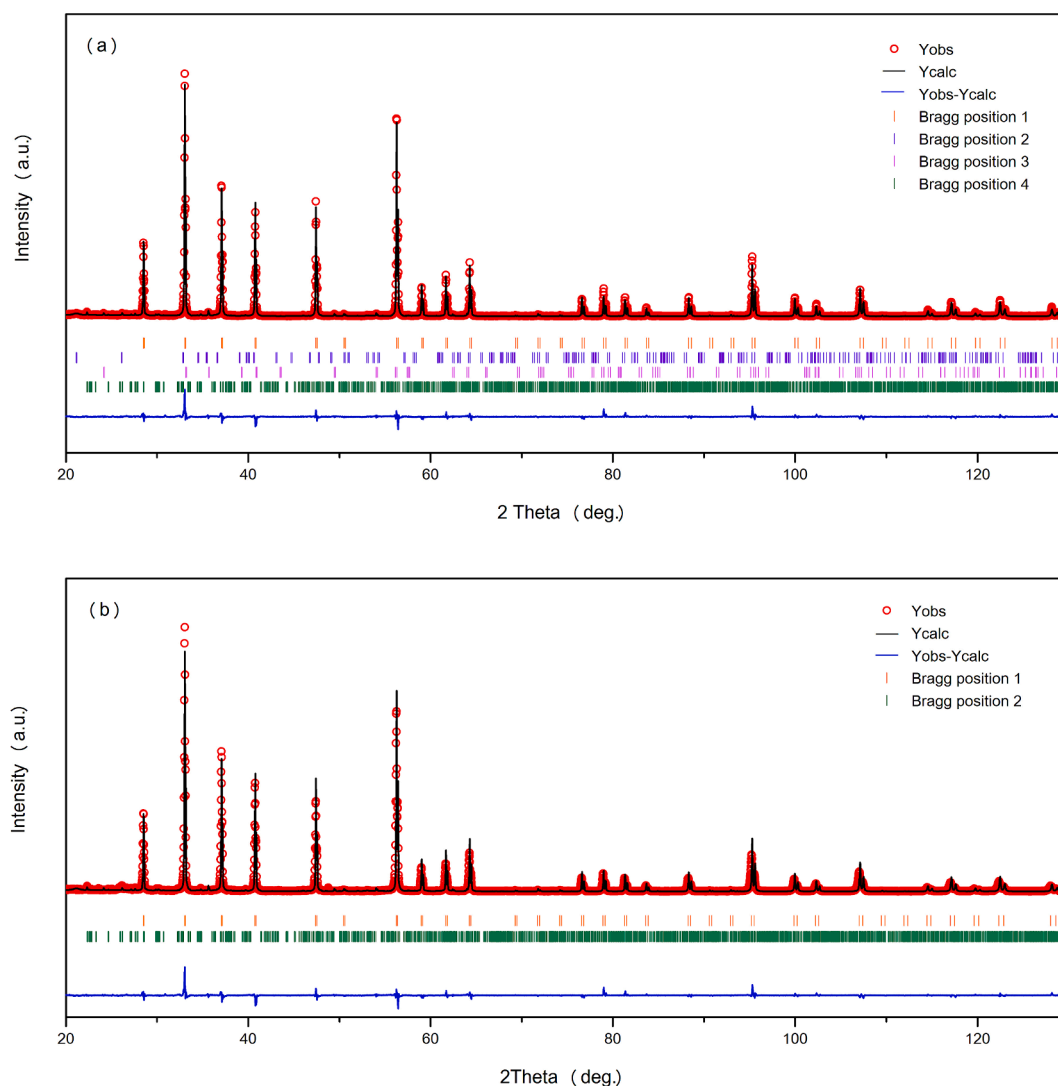 (a)
Yobs
Ycalc
Yobs-Ycalc
Bragg position 1
Bragg position 2
Bragg position 3
Bragg position 4
Intensity (a.u.)
20 40 60 80 100 120
2 Theta (deg.)
(b)
Yobs
Ycalc
Yobs-Ycalc
Bragg position 1
Bragg position 2
Intensity (a.u.)
20 40 60 80 100 120
2Theta (deg.)